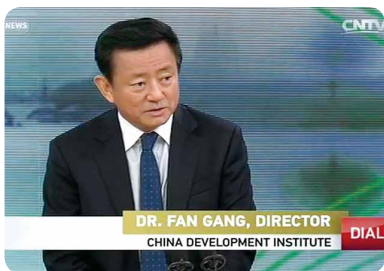 NEWS
CNTV
DR. FAN GANG, DIRECTOR
CHINA DEVELOPMENT INSTITUTE
DIAL